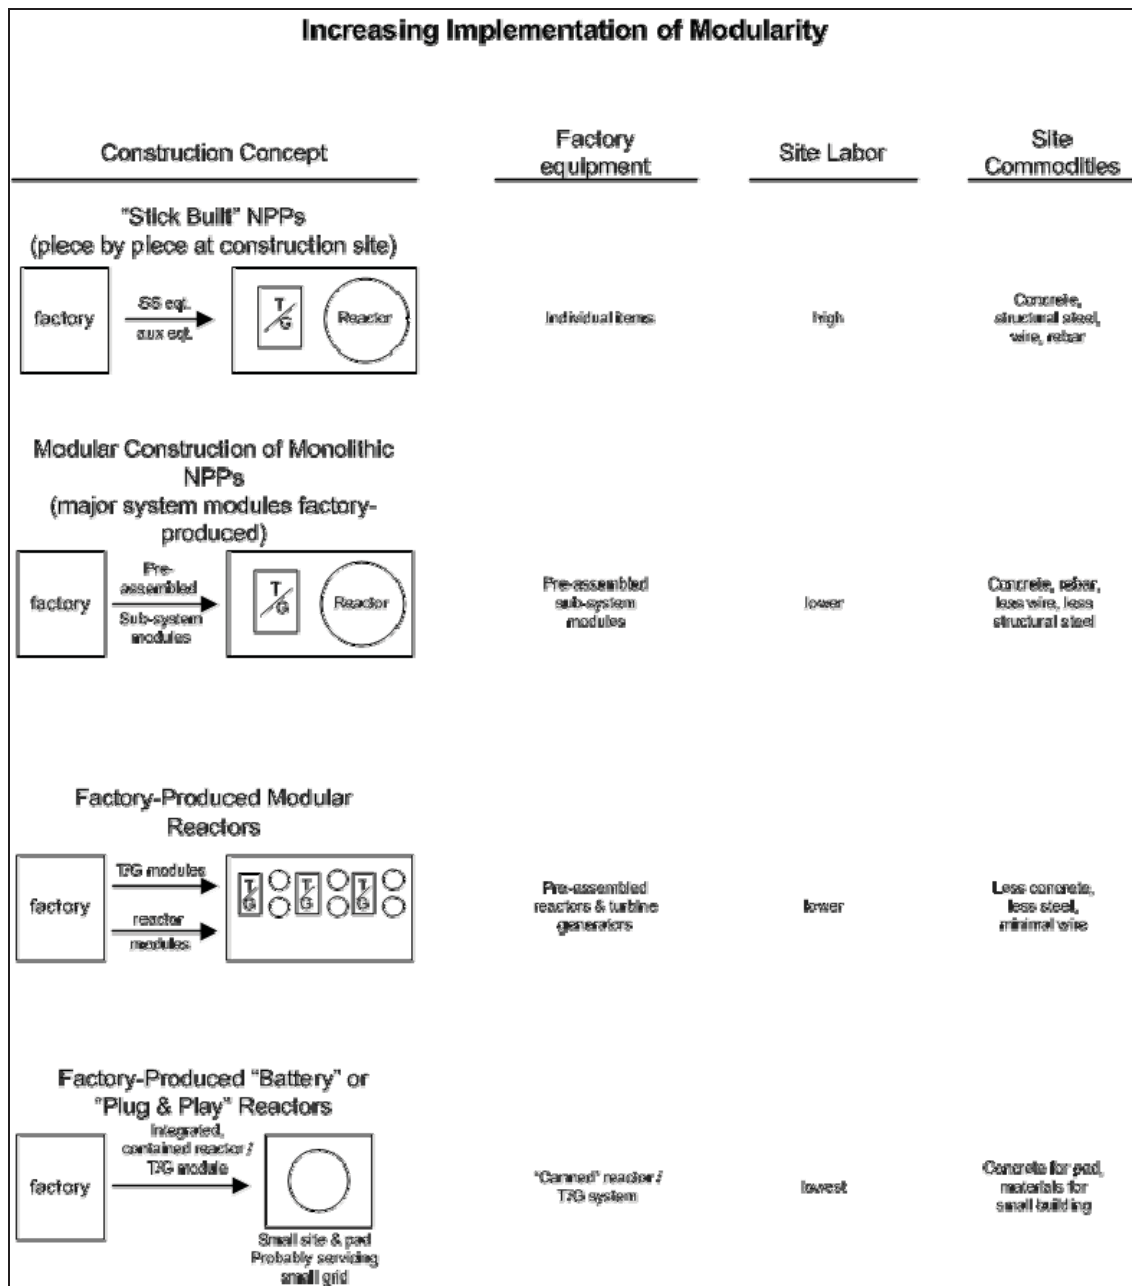 Increasing Implementation of Modularity
Construction Concept
Factory
equipment
Site Labor
Site
Commodities
"Stick Built" NPPs
(piece by piece at construction site)
factory
SS eqt.
aux eqt.
T/G
Reactor
Individual items
high
Concrete,
structural steel,
wire, rebar
Modular Construction of Monolithic
NPPs
(major system modules factory-
produced)
factory
Pre-
assembled
Sub-system
modules
T/G
Reactor
Pre-assembled
sub-system
modules
lower
Concrete, rebar,
less wire, less
structural steel
Factory-Produced Modular
Reactors
factory
T/G modules
reactor
modules
T/G
T/G
T/G
Pre-assembled
reactors & turbine
generators
lower
Less concrete,
less steel,
minimal wire
Factory-Produced "Battery" or
"Plug & Play" Reactors
factory
Integrated,
contained reactor /
T/G module
Small site & pad
Probably servicing
small grid
"Canned" reactor /
T/G system
lowest
Concrete for pad,
materials for
small building